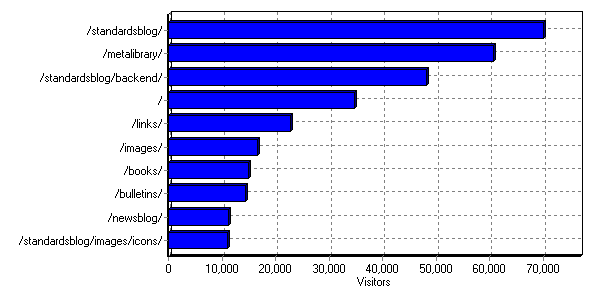 /standardsblog/
/metalibrary/
/standardsblog/backend/
/
/links/
/images/
/books/
/bulletins/
/newsblog/
/standardsblog/images/icons/
0 10,000 20,000 30,000 40,000 50,000 60,000 70,000
Visitors